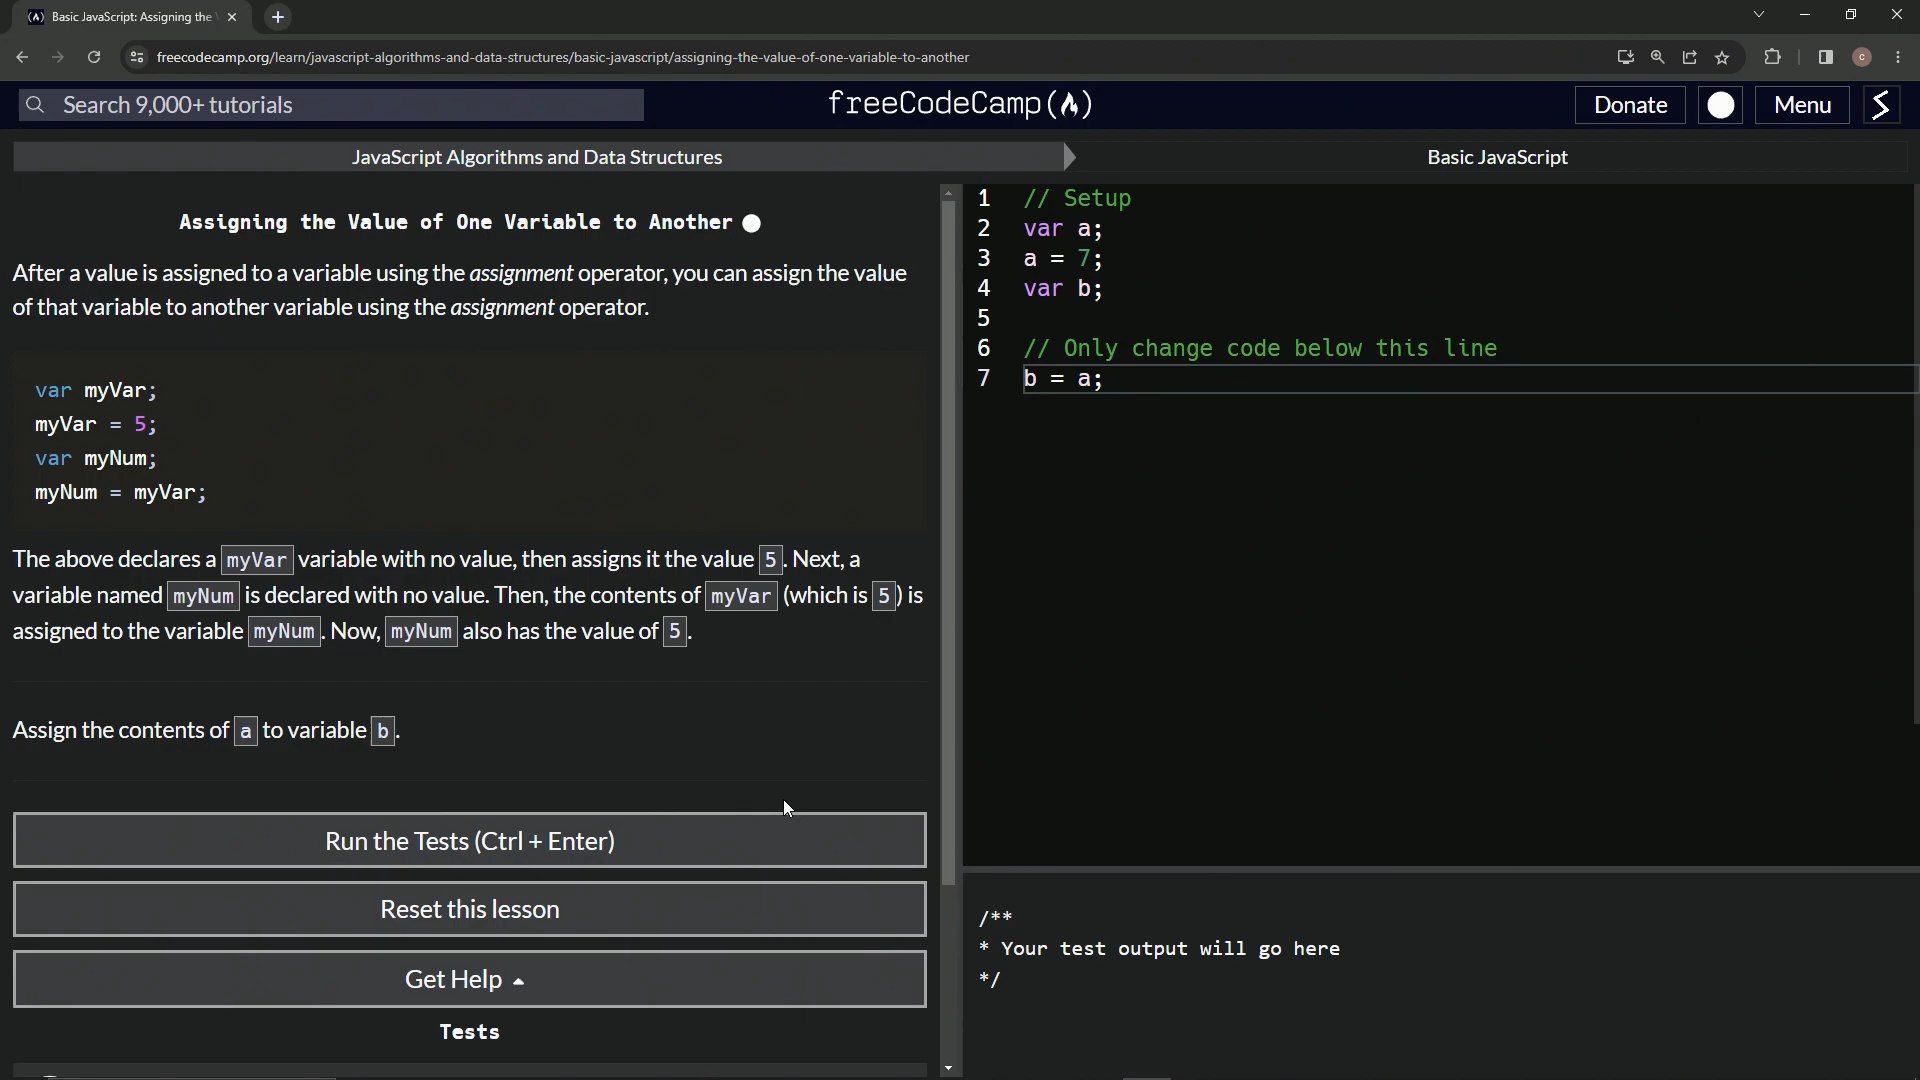 Basic JavaScript: Assigning the
freecodecamp.org/learn/javascript-algorithms-and-data-structures/basic-javascript/assigning-the-value-of-one-variable-to-another
C
Search 9,000+ tutorials
freeCodeCamp
Donate
Menu
JavaScript Algorithms and Data Structures
Basic JavaScript
Assigning the Value of One Variable to Another
After a value is assigned to a variable using the assignment operator, you can assign the value
of that variable to another variable using the assignment operator.
var myVar;
myVar = 5;
var myNum;
myNum = myVar;
The above declares a myVar variable with no value, then assigns it the value 5. Next, a
variable named myNum is declared with no value. Then, the contents of myVar (which is 5) is
assigned to the variable myNum. Now, myNum also has the value of 5.
Assign the contents of a to variable b.
Run the Tests (Ctrl + Enter)
Reset this lesson
Get Help
Tests
1 // Setup
2 var a;
3 a = 7;
4 var b;
5
6 // Only change code below this line
7 b = a;
/**
* Your test output will go here
*/